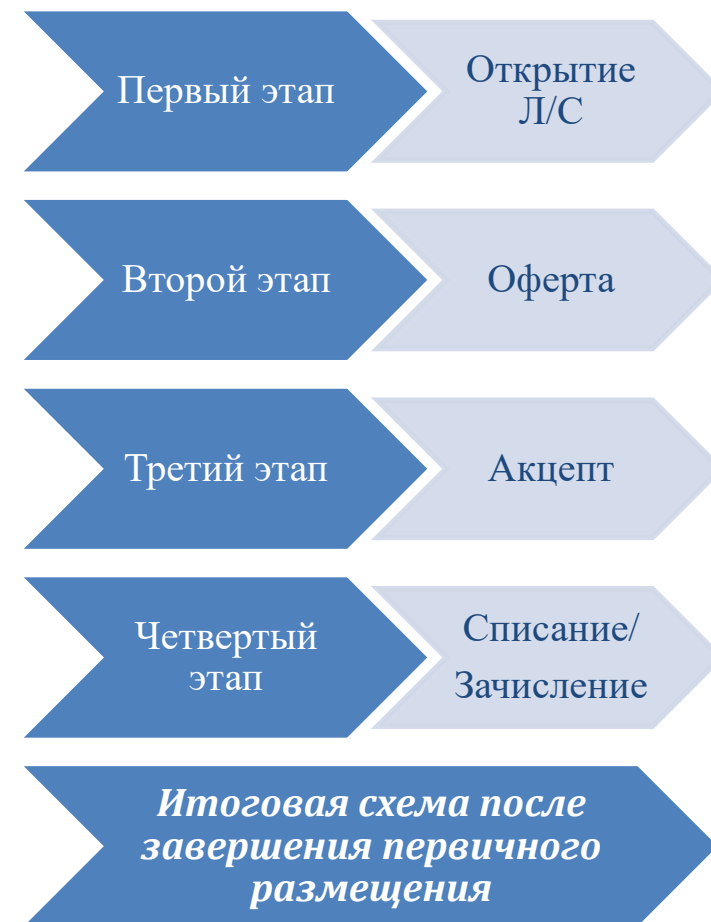 Первый этап
Открытие
Л/С
Второй этап
Оферта
Третий этап
Акцепт
Четвертый
этап
Списание/
Зачисление
Итоговая схема после
завершения первичного
размещения